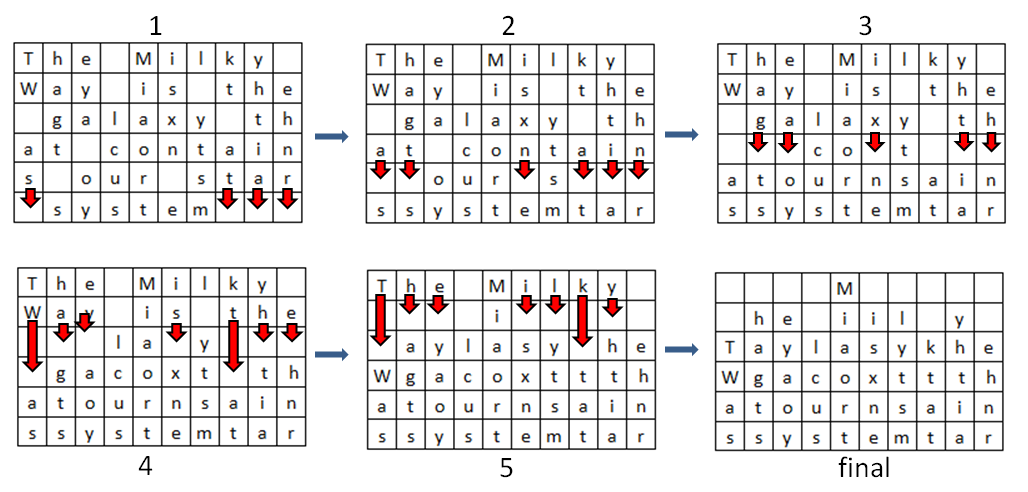 1
T h e M i l k y
W a y i s t h e
g a l a x y t h
a t c o n t a i n
s o u r s t a r
s y s t e m
2
T h e M i l k y
W a y i s t h e
g a l a x y t h
a t c o n t a i n
o u r s
s s y s t e m t a r
3
T h e M i l k y
W a y i s t h e
g a l a x y t h
c o t
a t o u r n s a i n
s s y s t e m t a r
4
T h e M i l k y
W a y i s t h e
l a y
g a c o x t t h
a t o u r n s a i n
s s y s t e m t a r
5
T h e M i l k y
i
a y l a s y h e
W g a c o x t t t h
a t o u r n s a i n
s s y s t e m t a r
final
M
h e i i l y
T a y l a s y k h e
W g a c o x t t t h
a t o u r n s a i n
s s y s t e m t a r